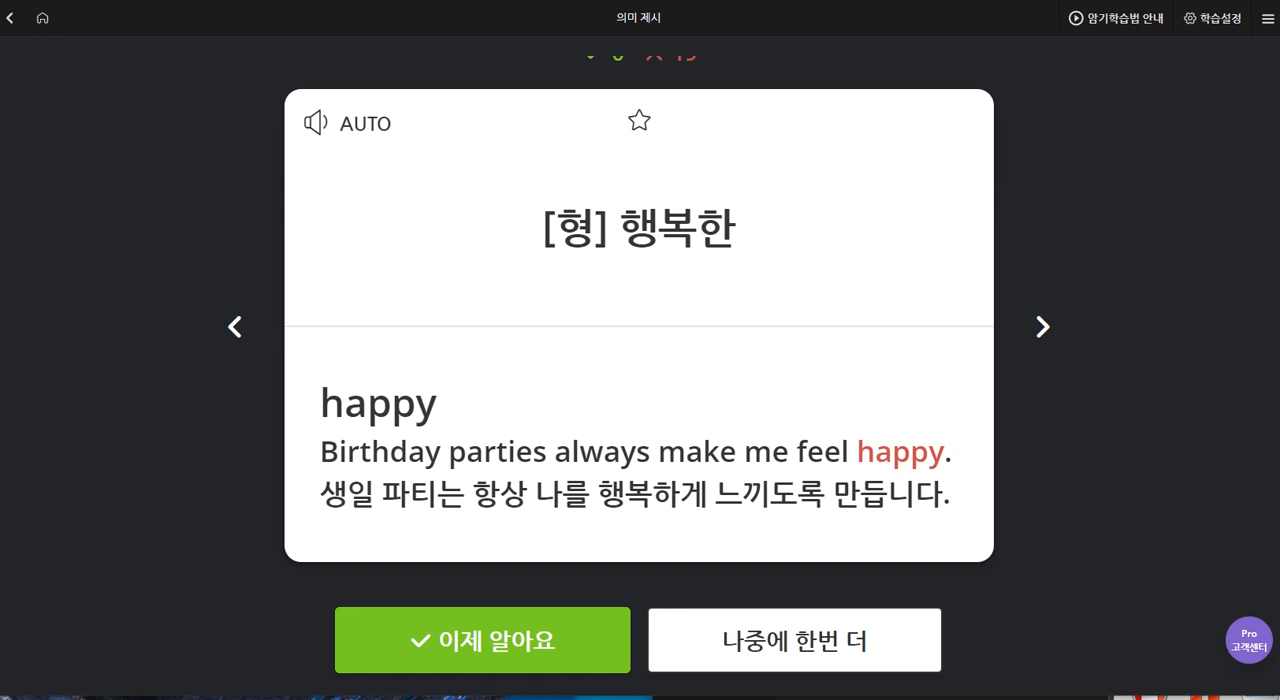 의미 제시
암기학습법 안내
학습설정
AUTO
[형] 행복한
happy
Birthday parties always make me feel happy.
생일 파티는 항상 나를 행복하게 느끼도록 만듭니다.
이제 알아요
나중에 한번 더
Pro
고객센터